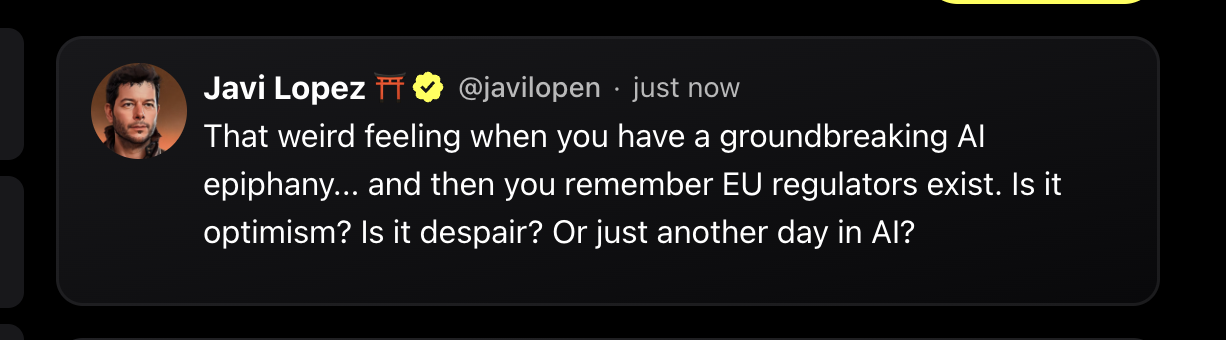 Javi Lopez ⛩️ @javilopen · just now
That weird feeling when you have a groundbreaking AI
epiphany... and then you remember EU regulators exist. Is it
optimism? Is it despair? Or just another day in AI?